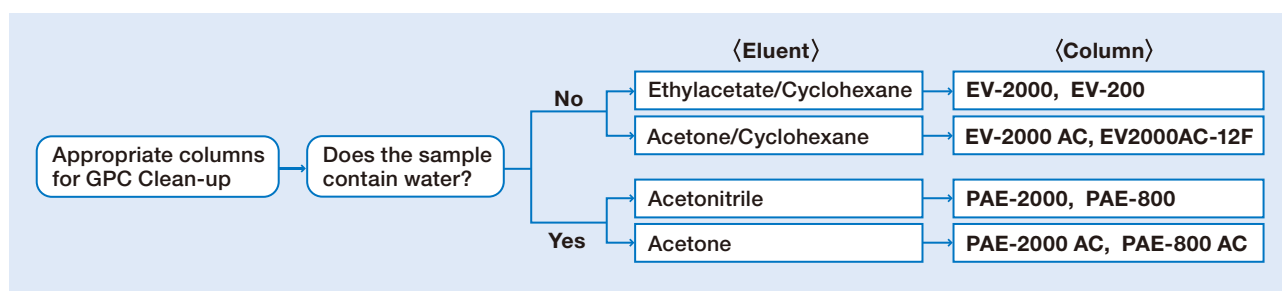 〈Eluent〉 〈Column〉
No
Ethylacetate/Cyclohexane
EV-2000, EV-200
Acetone/Cyclohexane
EV-2000 AC, EV2000AC-12F
Appropriate columns
for GPC Clean-up
Does the sample
contain water?
Yes
Acetonitrile
PAE-2000, PAE-800
Acetone
PAE-2000 AC, PAE-800 AC